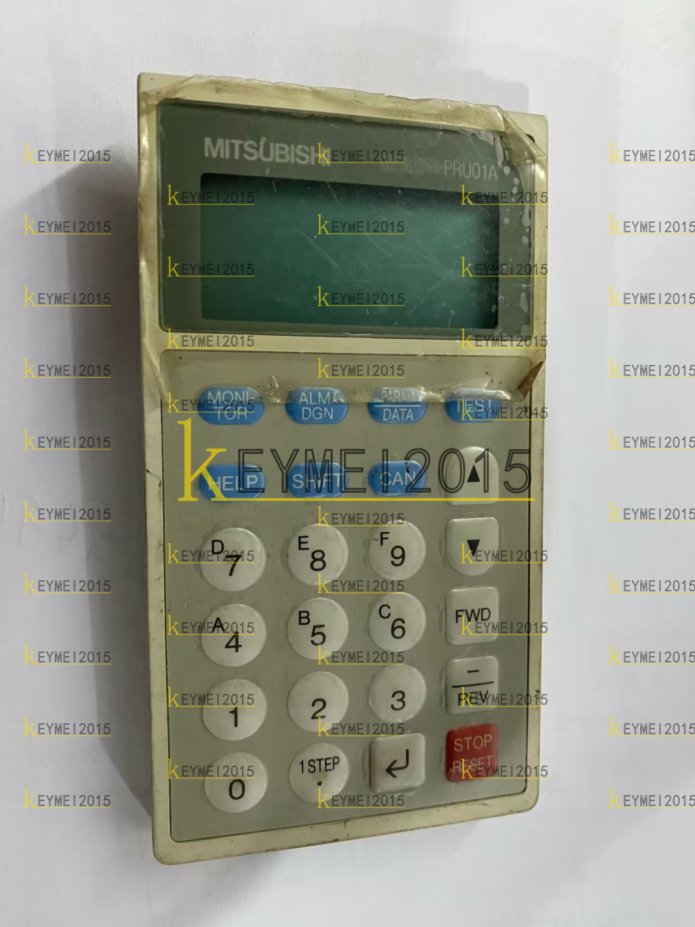 MITSUBISHI
PRU01A
MONI-
TOR
ALM/
DGN
PARAM
DATA
TEST
HELP
SHIFT
CAN
▲
D 7
E 8
F 9
▼
A 4
B 5
C 6
FWD
1
2
3
–
REV
0
1STEP
.
↵
STOP
RESET
KEYMEI2015